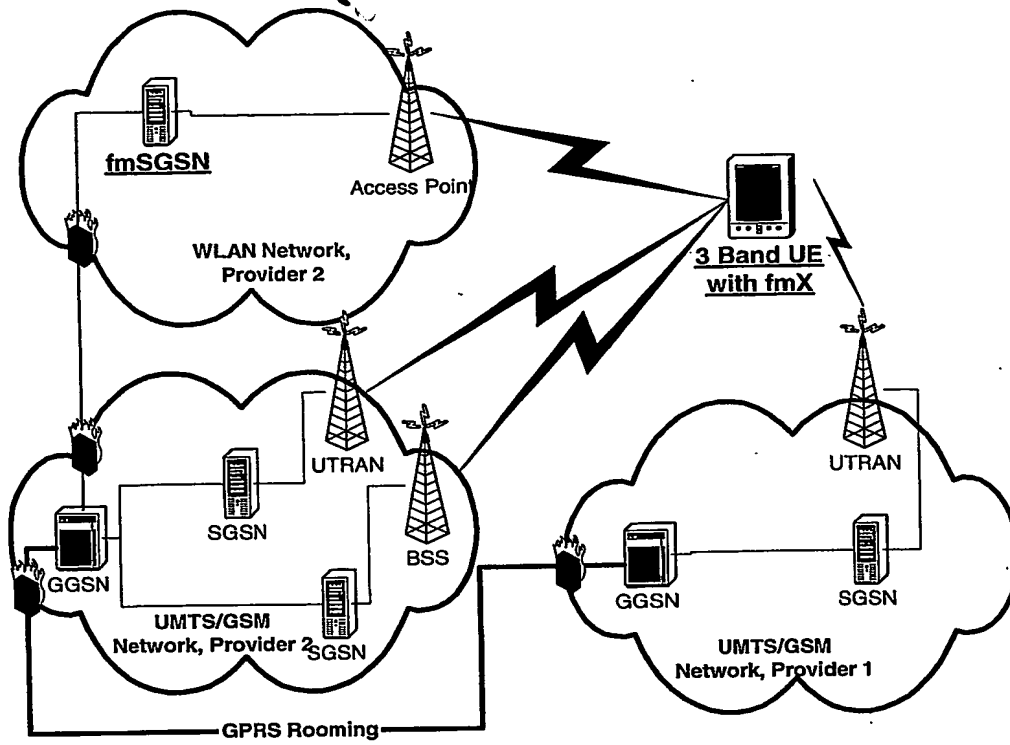 fmSGSN
Access Point
WLAN Network,
Provider 2
3 Band UE
with fmX
UTRAN
SGSN
BSS
GGSN
UMTS/GSM
Network, Provider 2
SGSN
UTRAN
GGSN
SGSN
UMTS/GSM
Network, Provider 1
GPRS Rooming